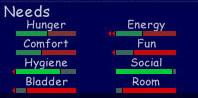 Needs
Hunger Energy
Comfort Fun
Hygiene Social
Bladder Room